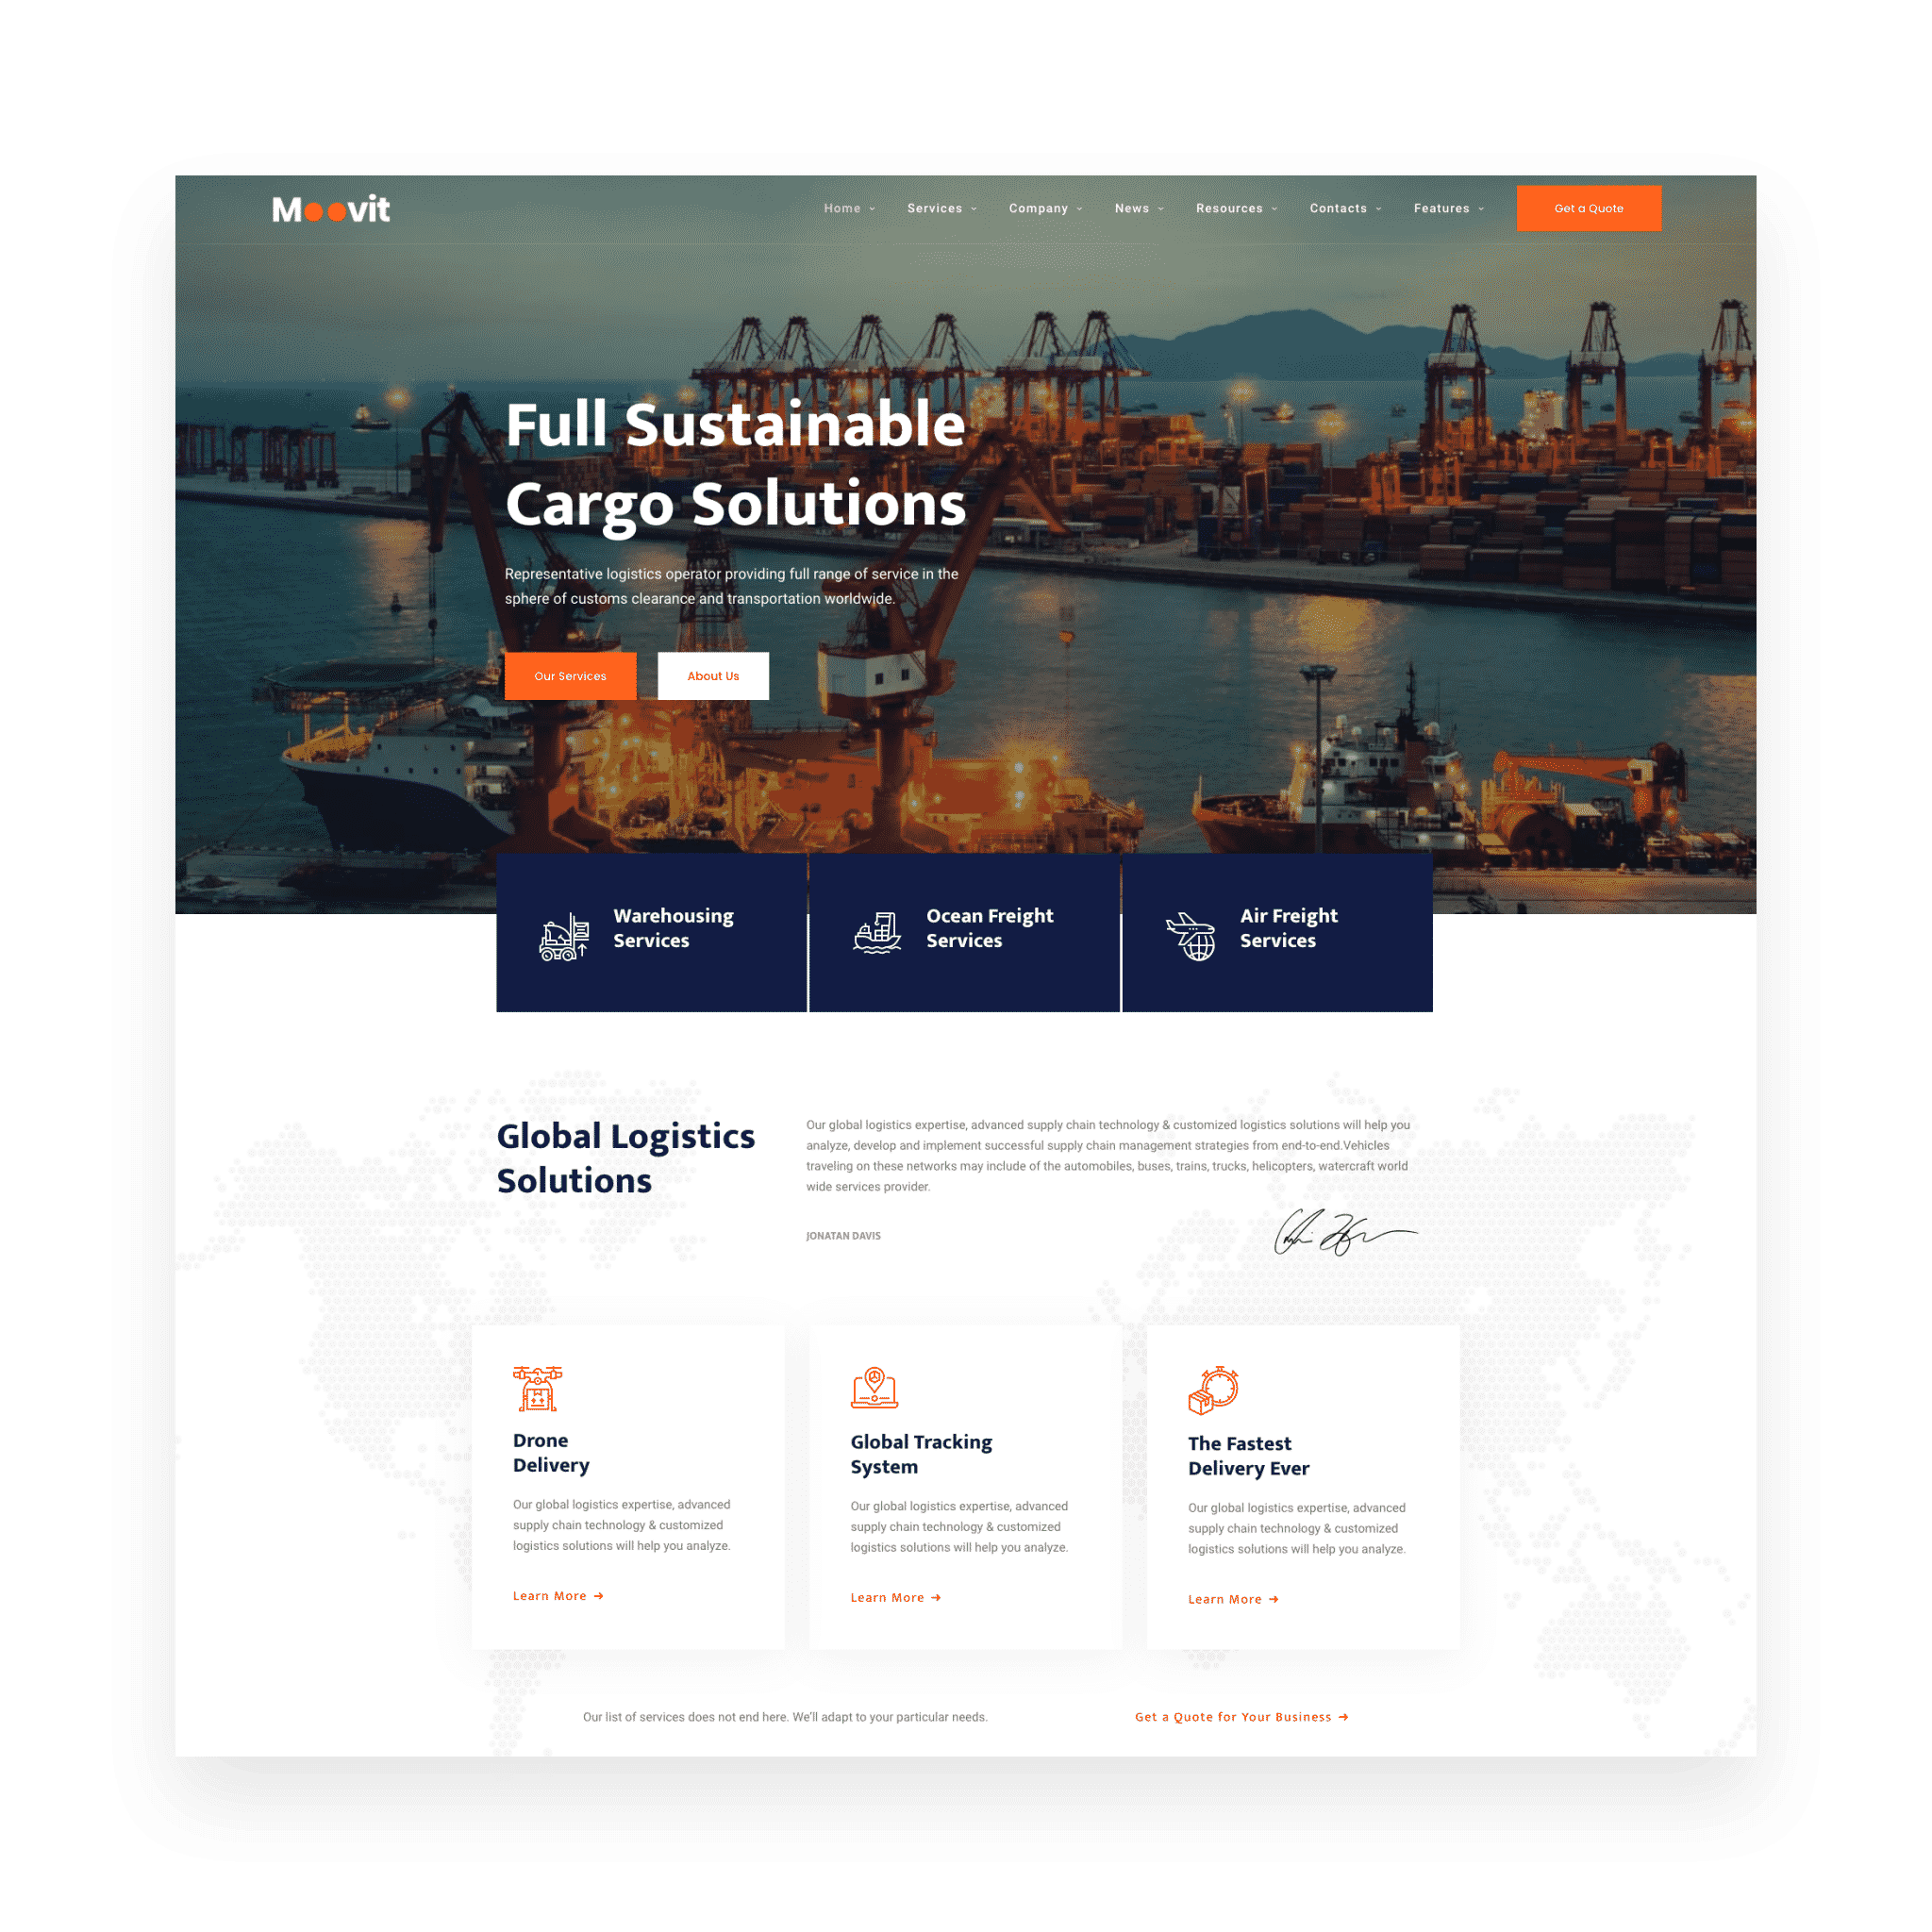 Moovit
Home
Services
Company
News
Resources
Contacts
Features
Get a Quote
Full Sustainable
Cargo Solutions
Representative logistics operator providing full range of service in the
sphere of customs clearance and transportation worldwide.
Our Services
About Us
Warehousing
Services
Ocean Freight
Services
Air Freight
Services
Global Logistics
Solutions
Our global logistics expertise, advanced supply chain technology & customized logistics solutions will help you
analyze, develop and implement successful supply chain management strategies from end-to-end.Vehicles
traveling on these networks may include of the automobiles, buses, trains, trucks, helicopters, watercraft world
wide services provider.
JONATAN DAVIS
Drone
Delivery
Our global logistics expertise, advanced
supply chain technology & customized
logistics solutions will help you analyze.
Learn More →
Global Tracking
System
Our global logistics expertise, advanced
supply chain technology & customized
logistics solutions will help you analyze.
Learn More →
The Fastest
Delivery Ever
Our global logistics expertise, advanced
supply chain technology & customized
logistics solutions will help you analyze.
Learn More →
Our list of services does not end here. We'll adapt to your particular needs.
Get a Quote for Your Business →